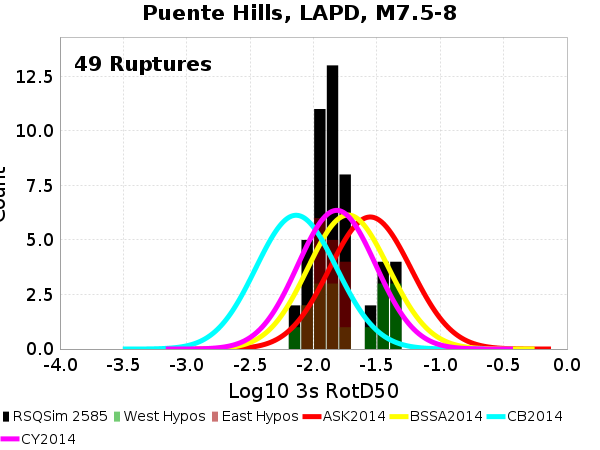 Puente Hills, LAPD, M7.5-8
49 Ruptures
12.5
10.0
7.5
5.0
2.5
0.0
Count
-4.0 -3.5 -3.0 -2.5 -2.0 -1.5 -1.0 -0.5 0.0
Log10 3s RotD50
RSQSim 2585 West Hypos East Hypos ASK2014 BSSA2014 CB2014
CY2014